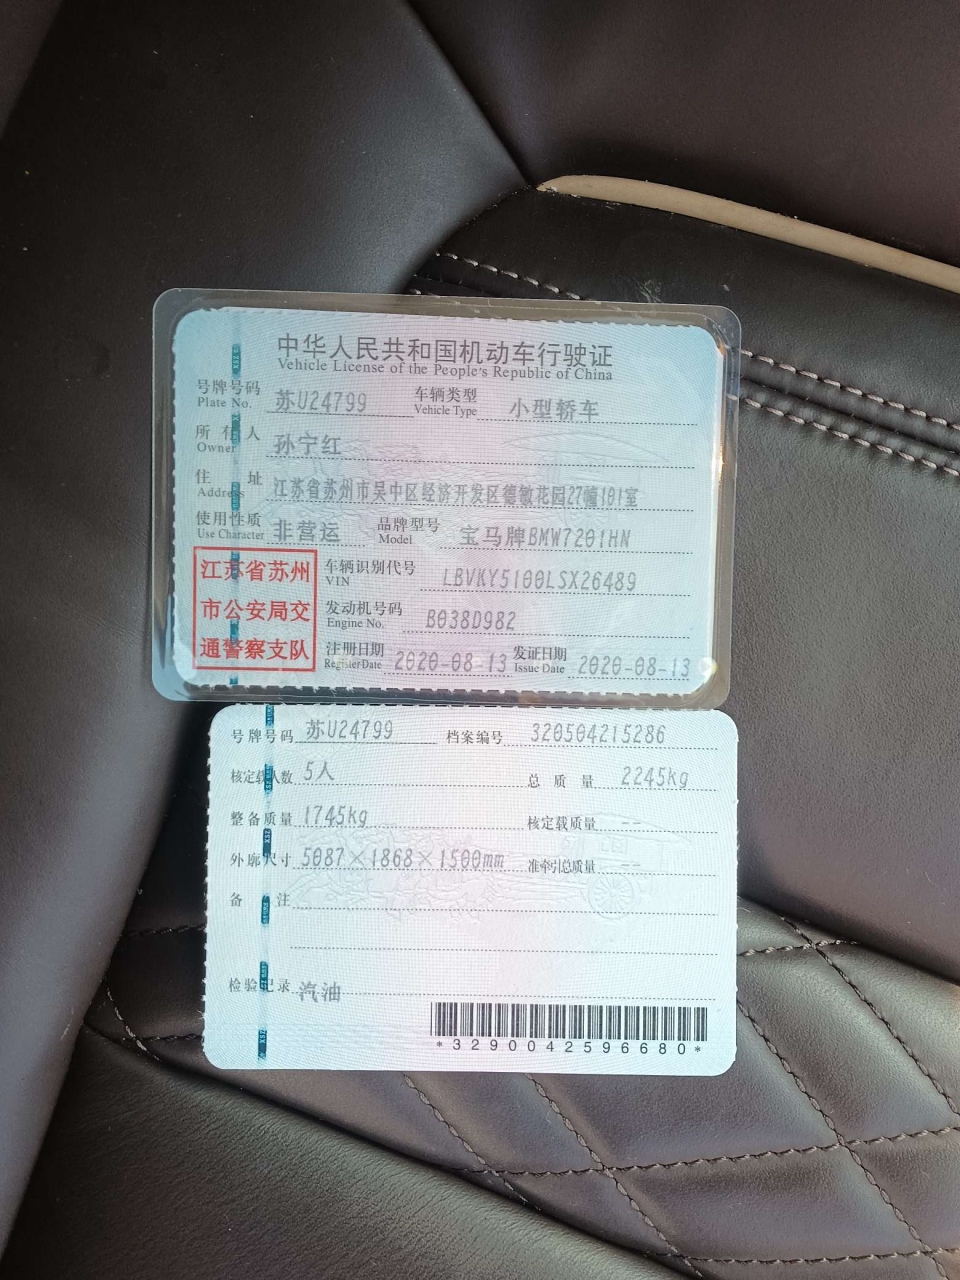 中华人民共和国机动车行驶证
Vehicle License of the People's Republic of China
号牌号码 苏U24799 车辆类型 小型轿车
Plate No. Vehicle Type
所有人 孙宁红
Owner
住址 江苏省苏州市吴中区经济开发区德敏花园27幢101室
Address
使用性质 非营运 品牌型号 宝马牌BMW7201HN
Use Character Model
江苏省苏州
市公安局交
通警察支队
车辆识别代号 LBVKY5100LSX26489
VIN
发动机号码 B038D982
Engine No.
注册日期 2020-08-13 发证日期 2020-08-13
Register Date Issue Date
号牌号码 苏U24799 档案编号 320504215286
核定载人数 5人 总质量 2245kg
整备质量 1745kg 核定载质量 --
外廓尺寸 5087×1868×1500mm 准牵引总质量 --
备注
检验记录 汽油
*3290042596680*